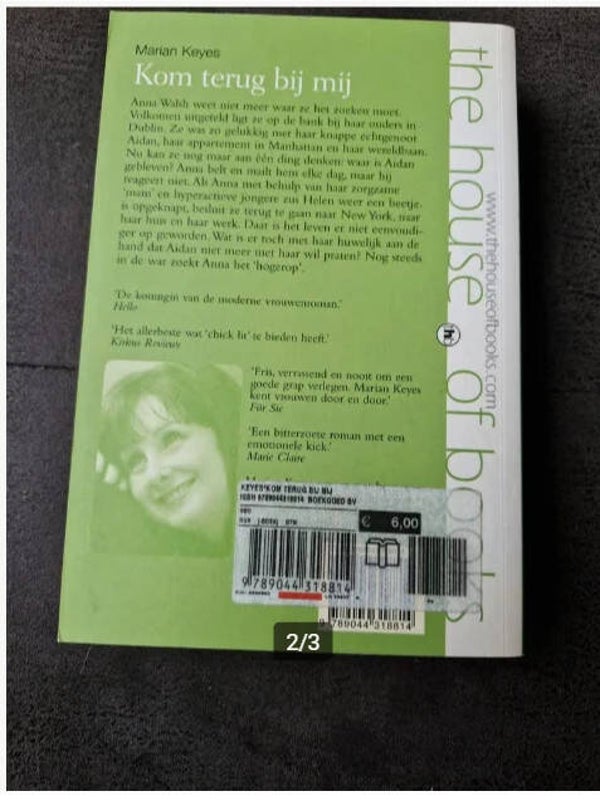 Marian Keyes
Kom terug bij mij
Anna Walsh weet niet meer waar ze het zoeken moet.
Volkomen uitgeteld ligt ze op de bank bij haar ouders in
Dublin. Ze was zo gelukkig met haar knappe echtgenoot
Aidan, haar appartement in Manhattan en haar wereldbaan.
Nu kan ze nog maar aan één ding denken: waar is Aidan
gebleven? Anna belt en mailt hem elke dag, maar hij
reageert niet. Als Anna met behulp van haar zorgzame
'mam' en hyperactieve jongere zus Helen weer een beetje
is opgeknapt, besluit ze terug te gaan naar New York, naar
haar huis en haar werk. Daar is het leven er niet eenvoudi-
ger op geworden. Wat is er toch met haar huwelijk aan de
hand dat Aidan niet meer met haar wil praten? Nog steeds
in de war zoekt Anna het 'hogerop'.
'De koningin van de moderne vrouwenroman.'
Hello
'Het allerbeste wat 'chick lit' te bieden heeft.'
Kirkus Reviews
'Fris, verrassend en nooit om een
goede grap verlegen. Marian Keyes
kent vrouwen door en door.'
Für Sie
'Een bitterzoete roman met een
emotionele kick.'
Marie Claire
KEYES*KOM TERUG BIJ MIJ
ISBN 9789044318814 BOEKGOED BV
€ 6,00
9 789044 318814
9 789044 318814
the house of books
www.thehouseofbooks.com
h
2/3